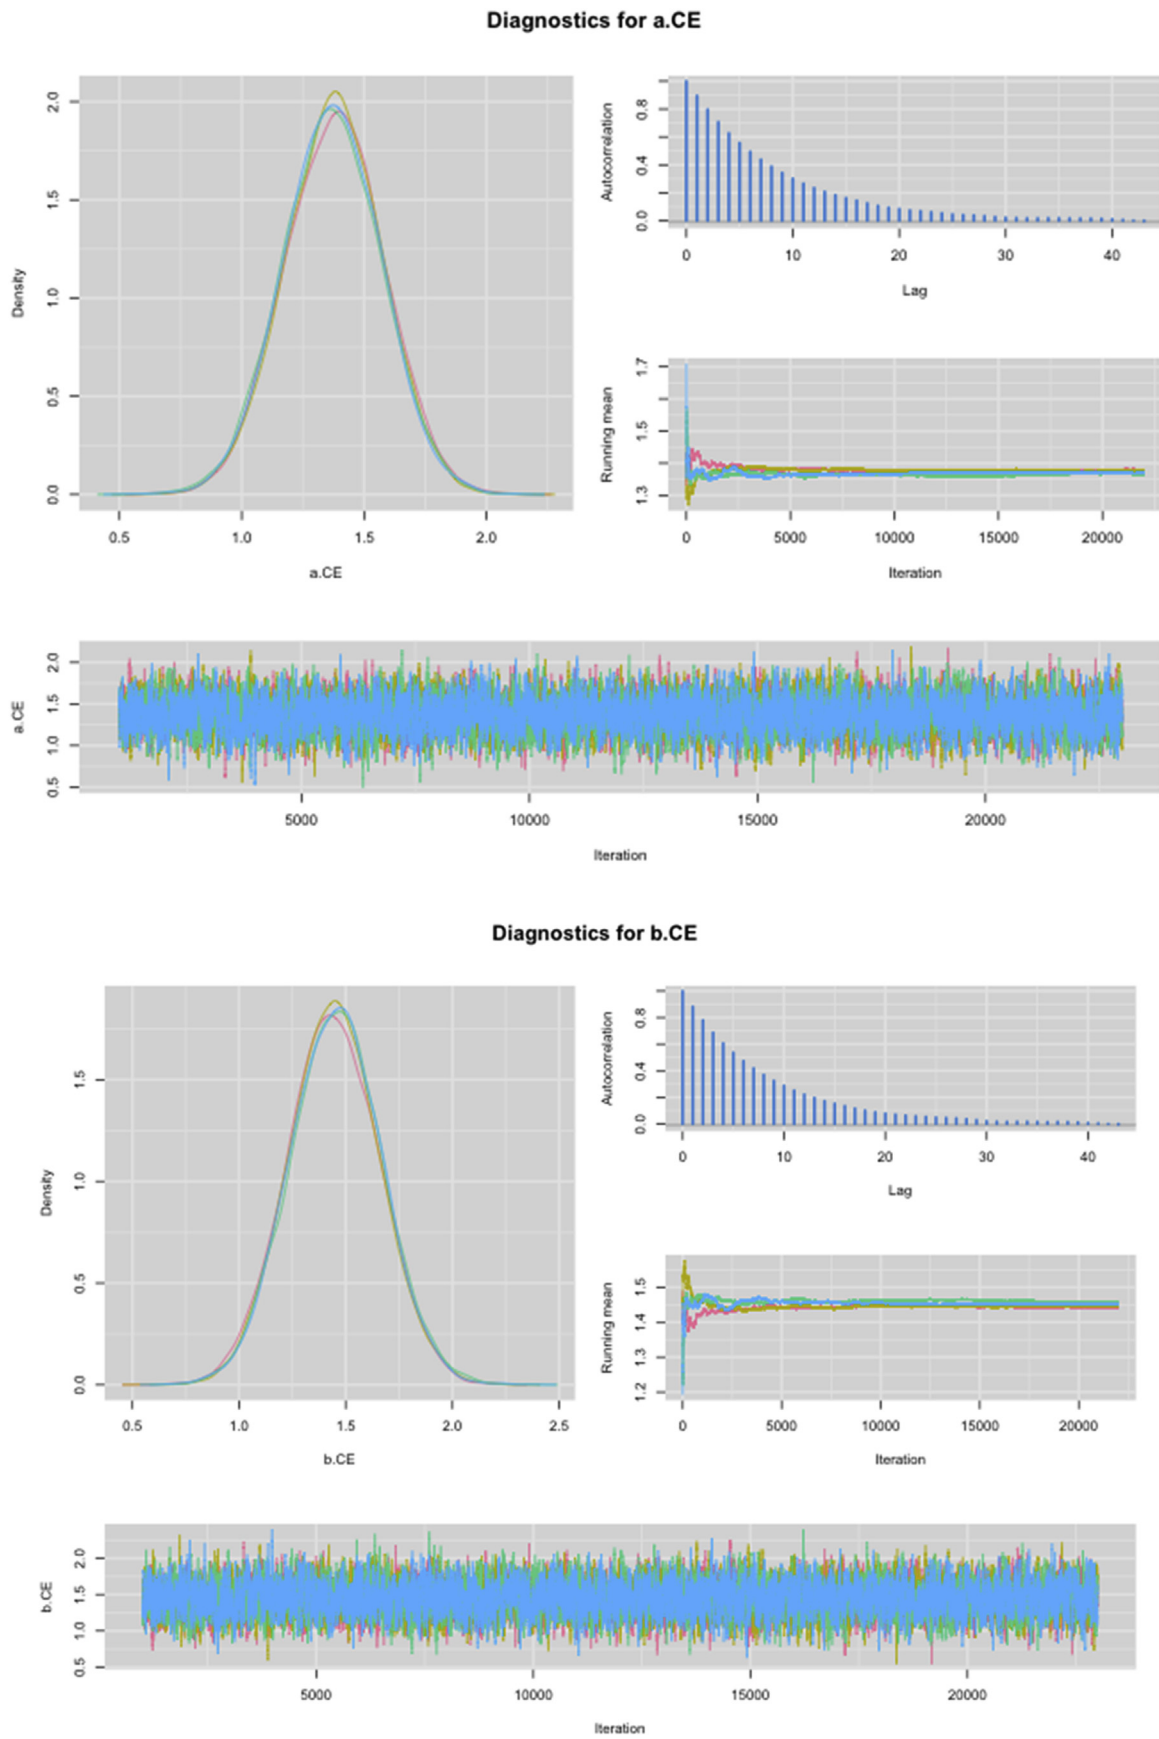 Diagnostics for a.CE
Density
2.0
1.5
1.0
0.5
0.0
0.5 1.0 1.5 2.0
a.CE
Autocorrelation
0.8
0.4
0.0
0 10 20 30 40
Lag
Running mean
1.7
1.5
1.3
0 5000 10000 15000 20000
Iteration
a.CE
2.0
1.5
1.0
0.5
5000 10000 15000 20000
Iteration
Diagnostics for b.CE
Density
1.5
1.0
0.5
0.0
0.5 1.0 1.5 2.0 2.5
b.CE
Autocorrelation
0.8
0.4
0.0
0 10 20 30 40
Lag
Running mean
1.5
1.4
1.3
1.2
0 5000 10000 15000 20000
Iteration
b.CE
2.0
1.5
1.0
0.5
5000 10000 15000 20000
Iteration